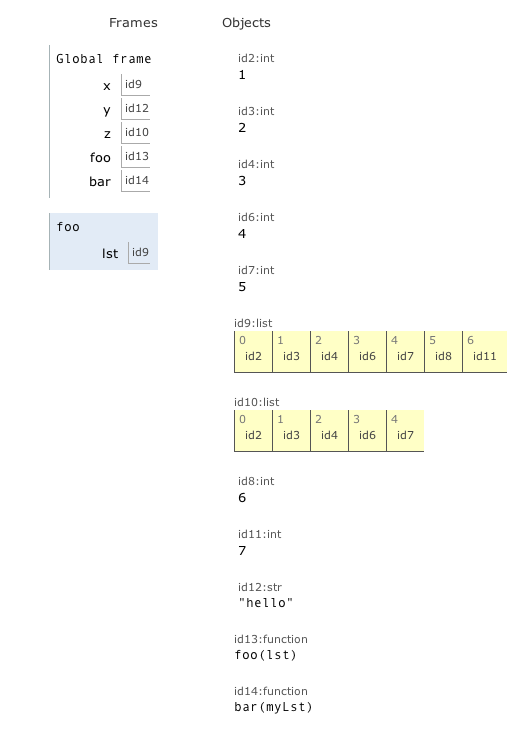 Frames
Objects
Global frame
x id9
y id12
z id10
foo id13
bar id14
foo
lst id9
id2:int
1
id3:int
2
id4:int
3
id6:int
4
id7:int
5
id9:list
0 1 2 3 4 5 6
id2 id3 id4 id6 id7 id8 id11
id10:list
0 1 2 3 4
id2 id3 id4 id6 id7
id8:int
6
id11:int
7
id12:str
"hello"
id13:function
foo(lst)
id14:function
bar(myLst)